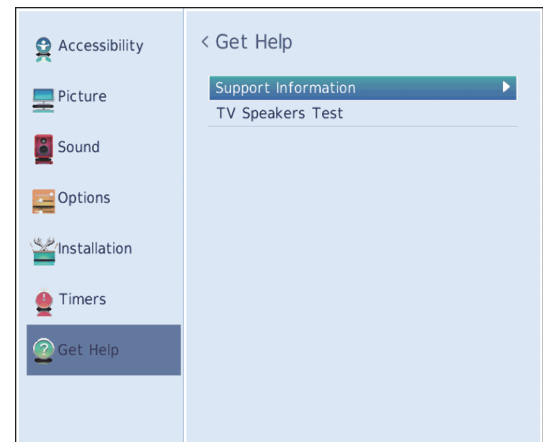 Accessibility
Picture
Sound
Options
Installation
Timers
Get Help
< Get Help
Support Information
TV Speakers Test